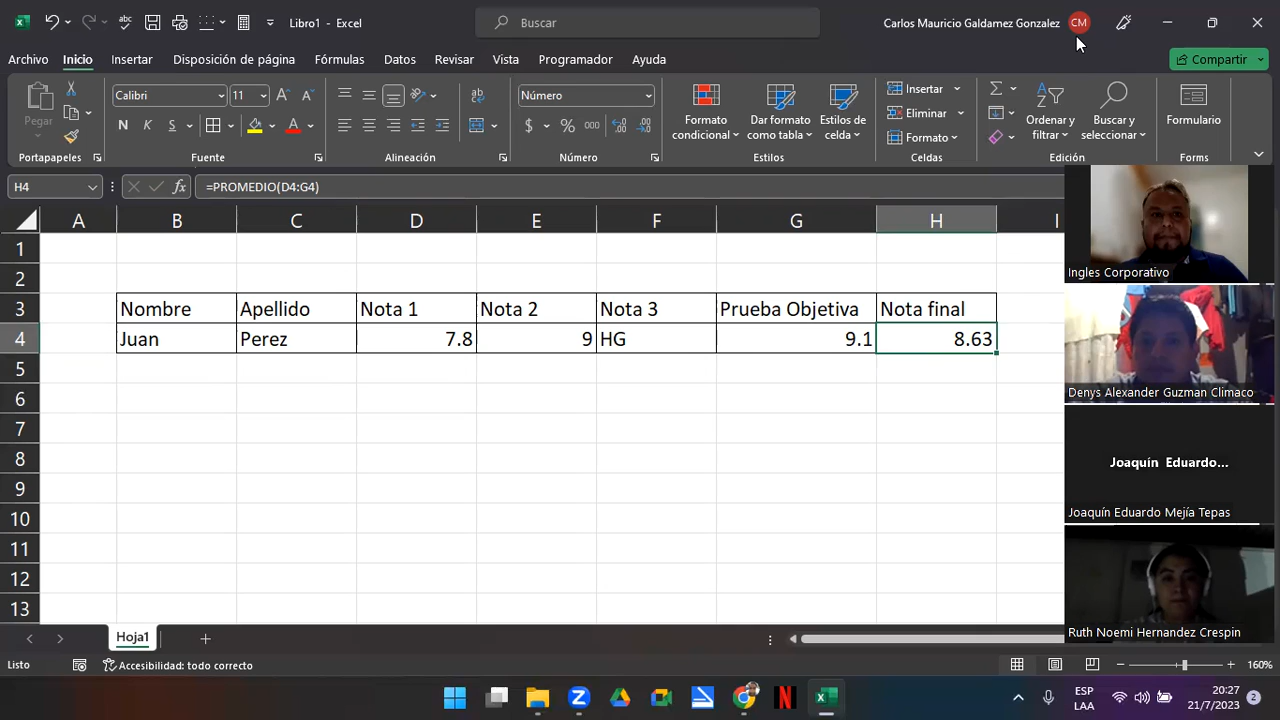 Libro1 - Excel
Buscar
Carlos Mauricio Galdamez Gonzalez
CM
Archivo
Inicio
Insertar
Disposición de página
Fórmulas
Datos
Revisar
Vista
Programador
Ayuda
Compartir
Pegar
Calibri
11
N
K
S
Número
$
%
000
Formato
condicional
Dar formato
como tabla
Estilos de
celda
Insertar
Eliminar
Formato
Ordenar y
filtrar
Buscar y
seleccionar
Formulario
Portapapeles
Fuente
Alineación
Número
Estilos
Celdas
Edición
Forms
H4
=PROMEDIO(D4:G4)
A B C D E F G H I
1
2
3 Nombre Apellido Nota 1 Nota 2 Nota 3 Prueba Objetiva Nota final
4 Juan Perez 7.8 9 HG 9.1 8.63
5
6
7
8
9
10
11
12
13
Ingles Corporativo
Denys Alexander Guzman Climaco
Joaquín Eduardo...
Joaquín Eduardo Mejía Tepas
Ruth Noemi Hernandez Crespin
Hoja1
Listo
Accesibilidad: todo correcto
160%
ESP
LAA
20:27
21/7/2023
2